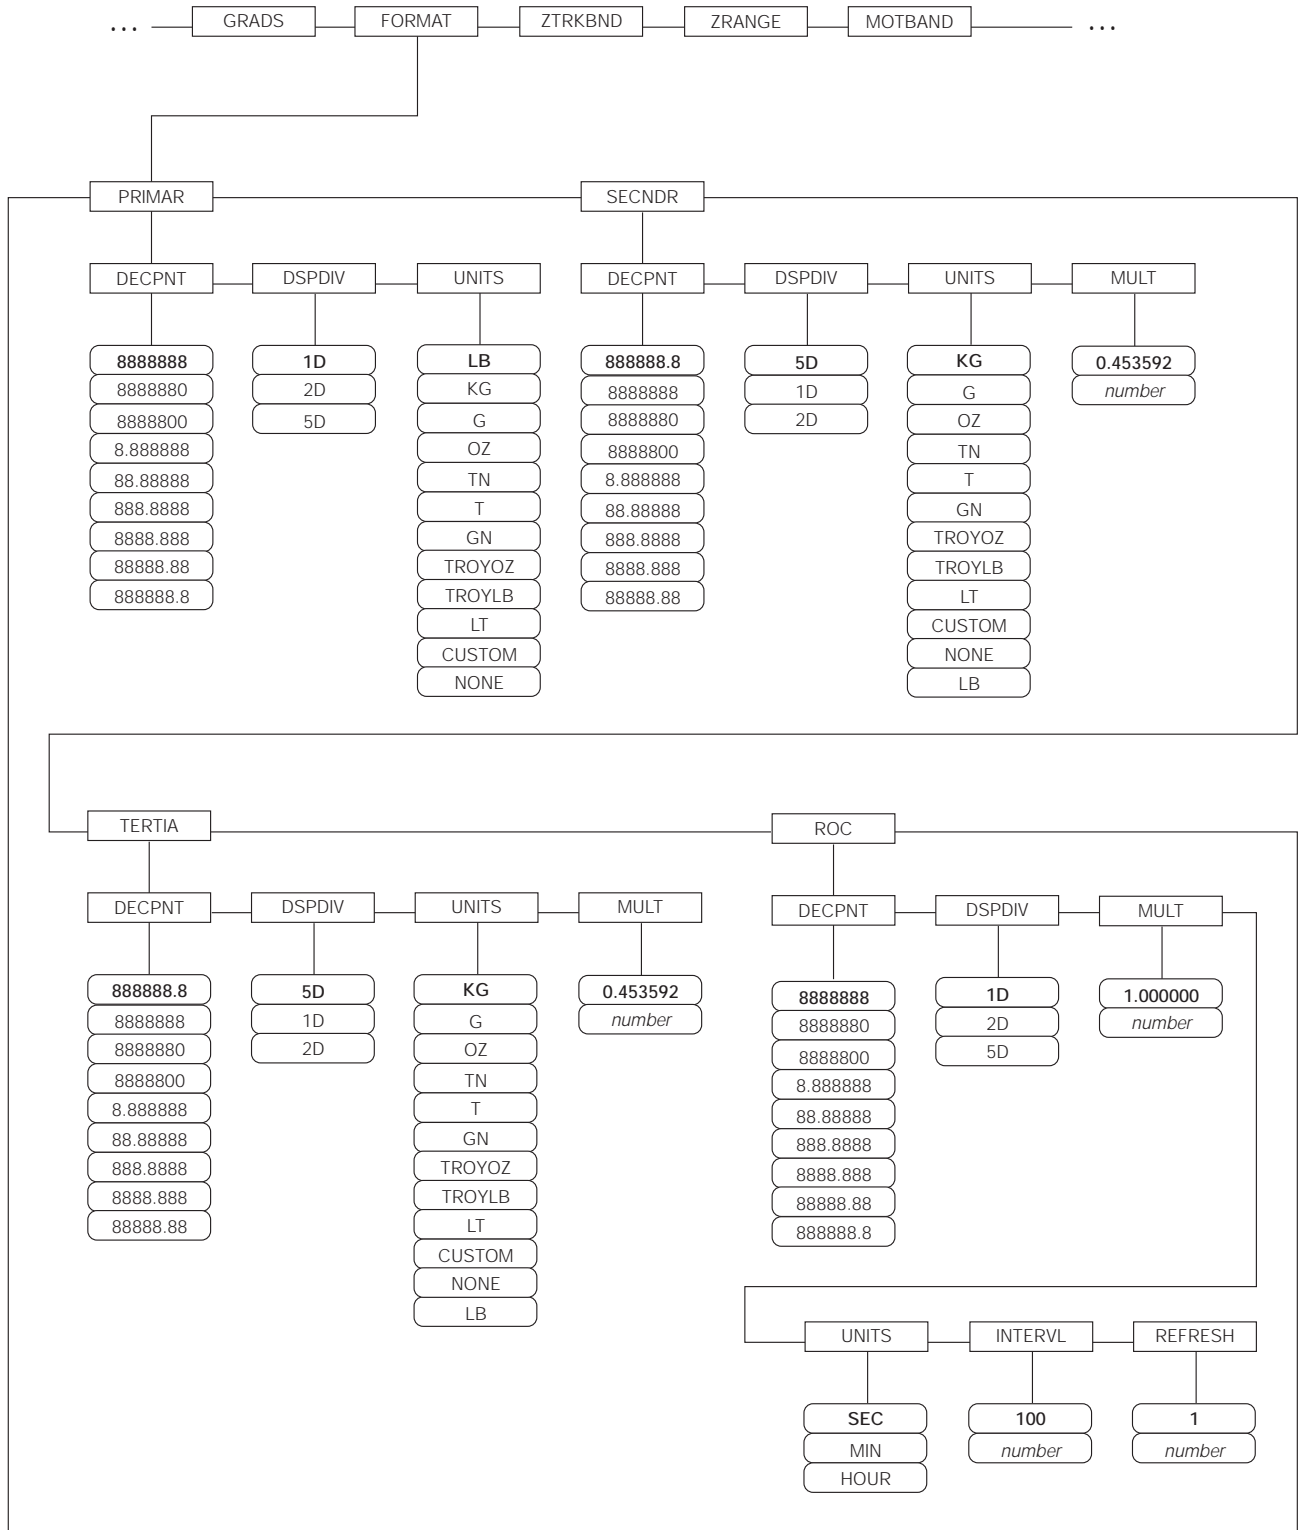 ... GRADS FORMAT ZTRKBND ZRANGE MOTBAND ...
PRIMAR SECNDR
DECPNT DSPDIV UNITS DECPNT DSPDIV UNITS MULT
8888888 1D LB 888888.8 5D KG 0.453592
8888880 2D KG 8888888 1D G number
8888800 5D G 8888880 2D OZ
8.888888 OZ 8888800 TN
88.88888 TN 8.888888 T
888.8888 T 88.88888 GN
8888.888 GN 888.8888 TROYOZ
88888.88 TROYOZ 8888.888 TROYLB
888888.8 TROYLB 88888.88 LT
LT CUSTOM
CUSTOM NONE
NONE LB
TERTIA ROC
DECPNT DSPDIV UNITS MULT DECPNT DSPDIV MULT
888888.8 5D KG 0.453592 8888888 1D 1.000000
8888888 1D G number 8888880 2D number
8888880 2D OZ 8888800 5D
8888800 TN 8.888888
8.888888 T 88.88888
88.88888 GN 888.8888
888.8888 TROYOZ 8888.888
8888.888 TROYLB 88888.88
88888.88 LT 888888.8
CUSTOM
NONE
LB
UNITS INTERVL REFRESH
SEC 100 1
MIN number number
HOUR